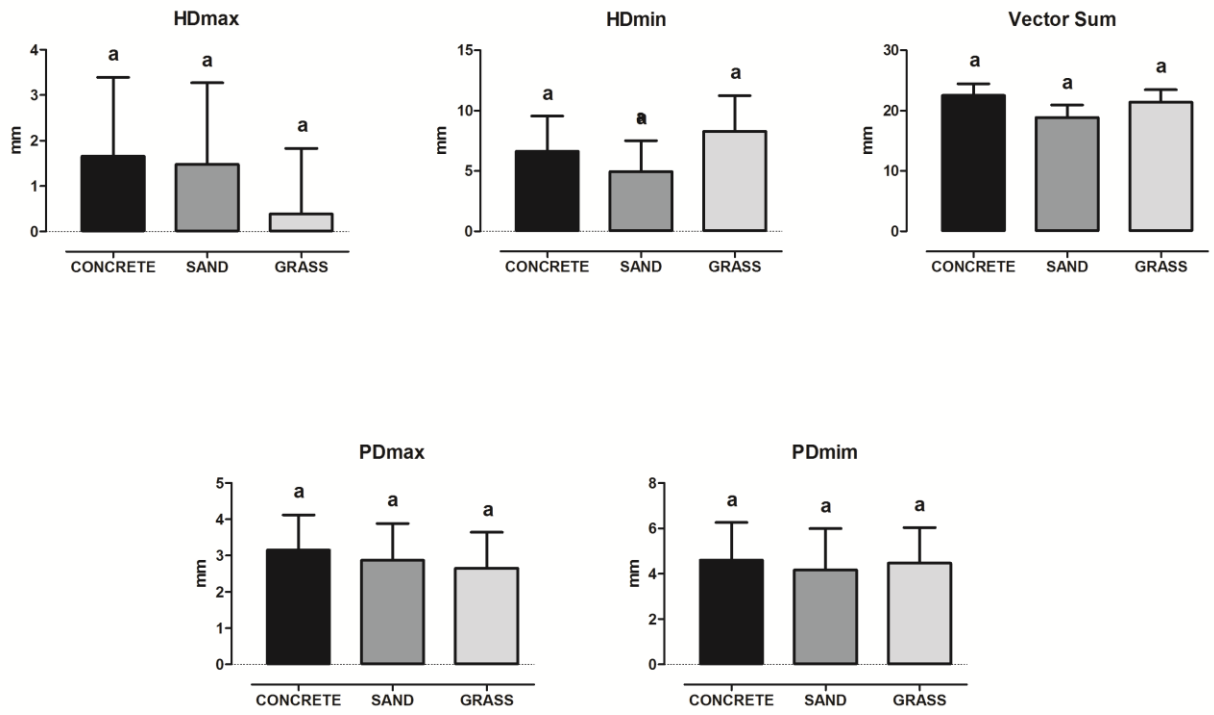 HDmax
4
3
2
1
0
mm
a a a
CONCRETE SAND GRASS
HDmin
15
10
5
0
mm
a a a
CONCRETE SAND GRASS
Vector Sum
30
20
10
0
mm
a a a
CONCRETE SAND GRASS
PDmax
5
4
3
2
1
0
mm
a a a
CONCRETE SAND GRASS
PDmim
8
6
4
2
0
mm
a a a
CONCRETE SAND GRASS